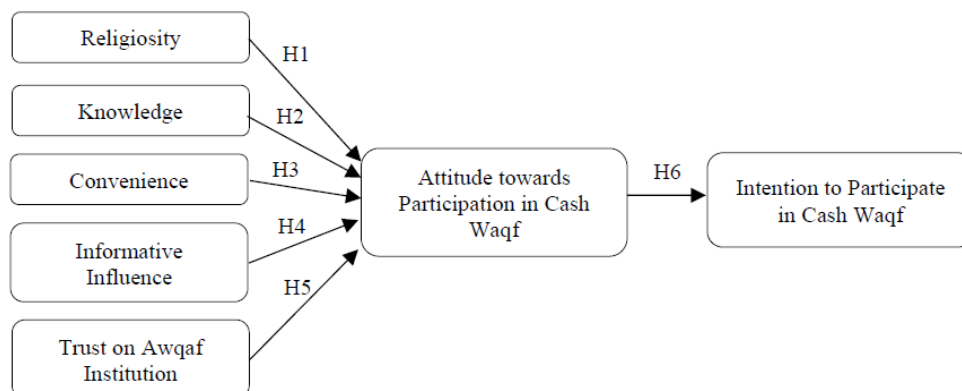 Religiosity
H1
Knowledge
H2
Convenience
H3
Informative
Influence
H4
Trust on Awqaf
Institution
H5
Attitude towards
Participation in Cash
Waqf
H6
Intention to Participate
in Cash Waqf